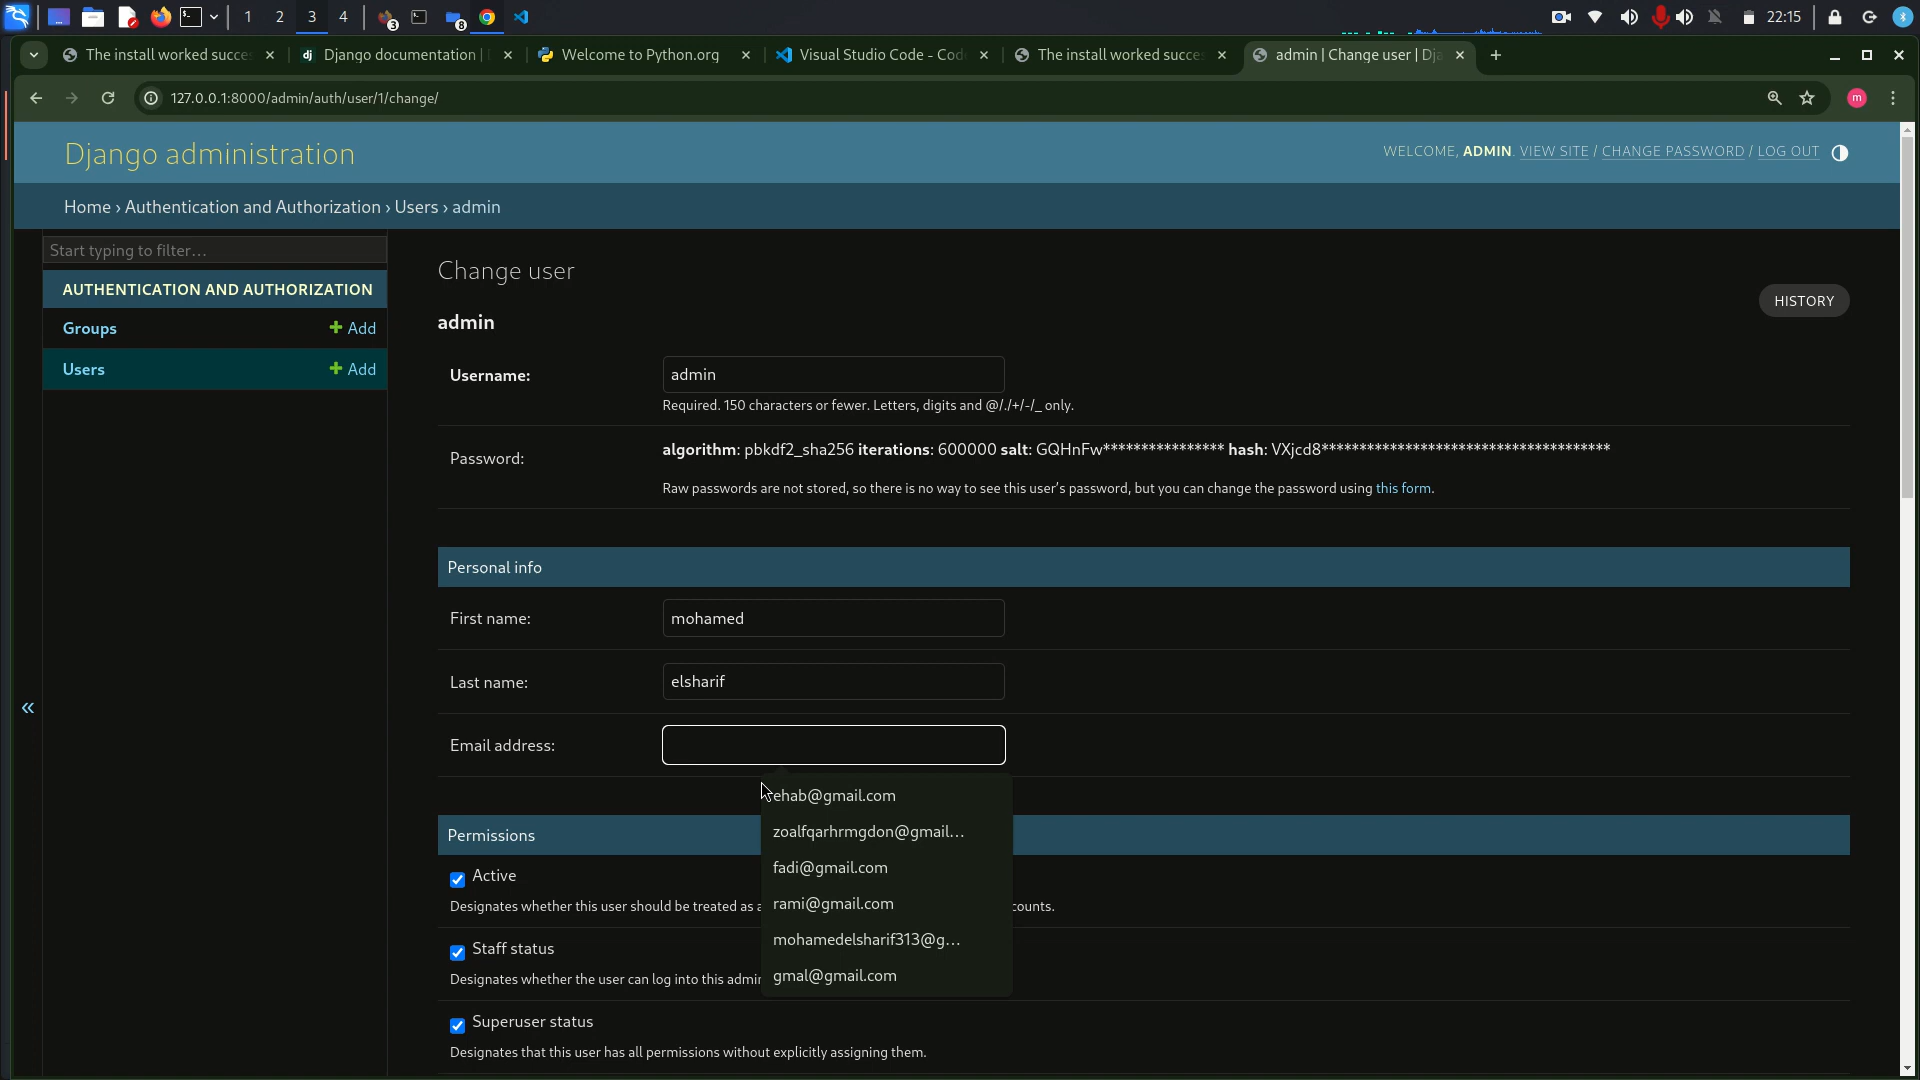 1 2 3 4 3 8 22:15
The install worked succe
Django documentation |
Welcome to Python.org
Visual Studio Code - Cod
The install worked succe
admin | Change user | Dja
127.0.0.1:8000/admin/auth/user/1/change/
m
Django administration
WELCOME, ADMIN. VIEW SITE / CHANGE PASSWORD / LOG OUT
Home › Authentication and Authorization › Users › admin
Start typing to filter...
AUTHENTICATION AND AUTHORIZATION
Groups + Add
Users + Add
«
Change user
HISTORY
admin
Username: admin
Required. 150 characters or fewer. Letters, digits and @/./+/-/_ only.
Password: algorithm: pbkdf2_sha256 iterations: 600000 salt: GQHnFw**************** hash: VXjcd8**************************************
Raw passwords are not stored, so there is no way to see this user’s password, but you can change the password using this form.
Personal info
First name: mohamed
Last name: elsharif
Email address:
ehab@gmail.com
zoalfqarhrmgdon@gmail...
fadi@gmail.com
rami@gmail.com
mohamedelsharif313@g...
gmal@gmail.com
Permissions
Active
Designates whether this user should be treated as a counts.
Staff status
Designates whether the user can log into this admi
Superuser status
Designates that this user has all permissions without explicitly assigning them.